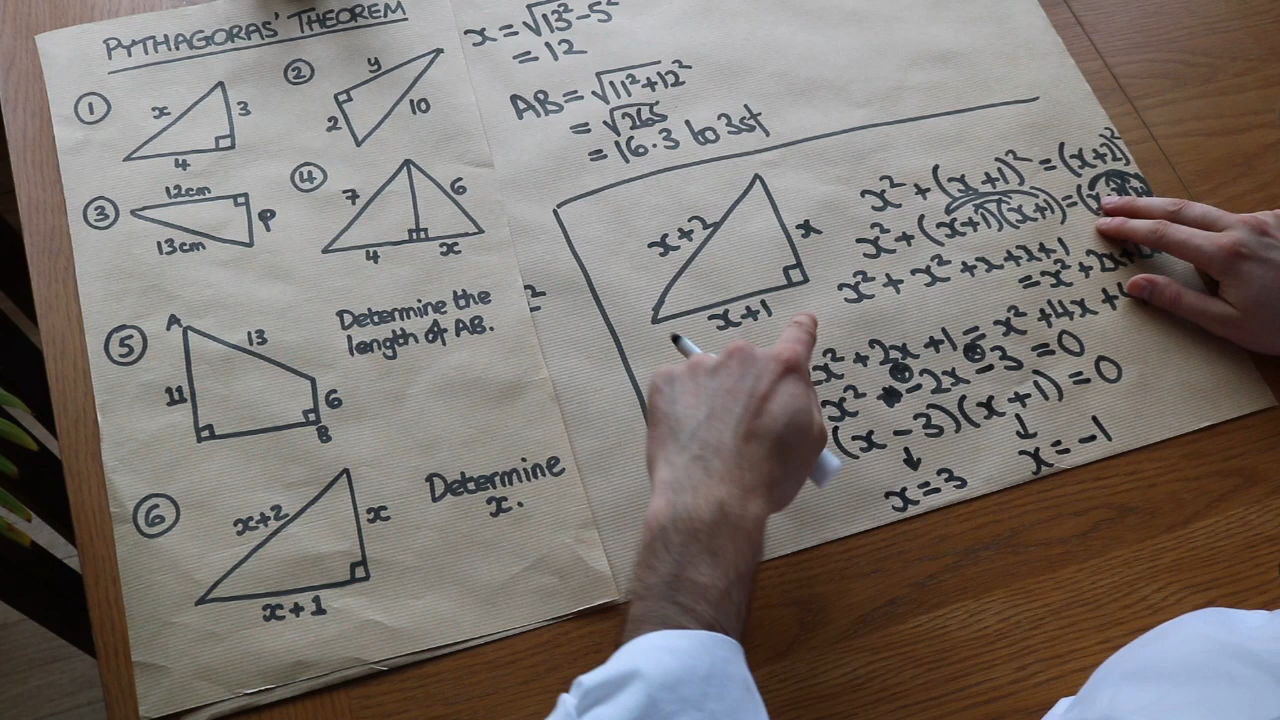 PYTHAGORAS' THEOREM
1
x
3
4
2
y
2
10
3
12cm
P
13cm
4
7
6
4
x
5
A
13
11
6
B
Determine the
length of AB.
6
x+2
x
x+1
Determine
x.
x = √13²-5²
= 12
AB = √11²+12²
= √265
= 16.3 to 3sf
x+2
x
x+1
x² + (x+1)² = (x+2)²
x² + (x+1)(x+1) =
x² + x² + x + x + 1
= x² + 2x +
2x² + 2x + 1 = x² + 4x +
x² - 2x - 3 = 0
(x - 3)(x + 1) = 0
↓ ↓
x = 3 x = -1